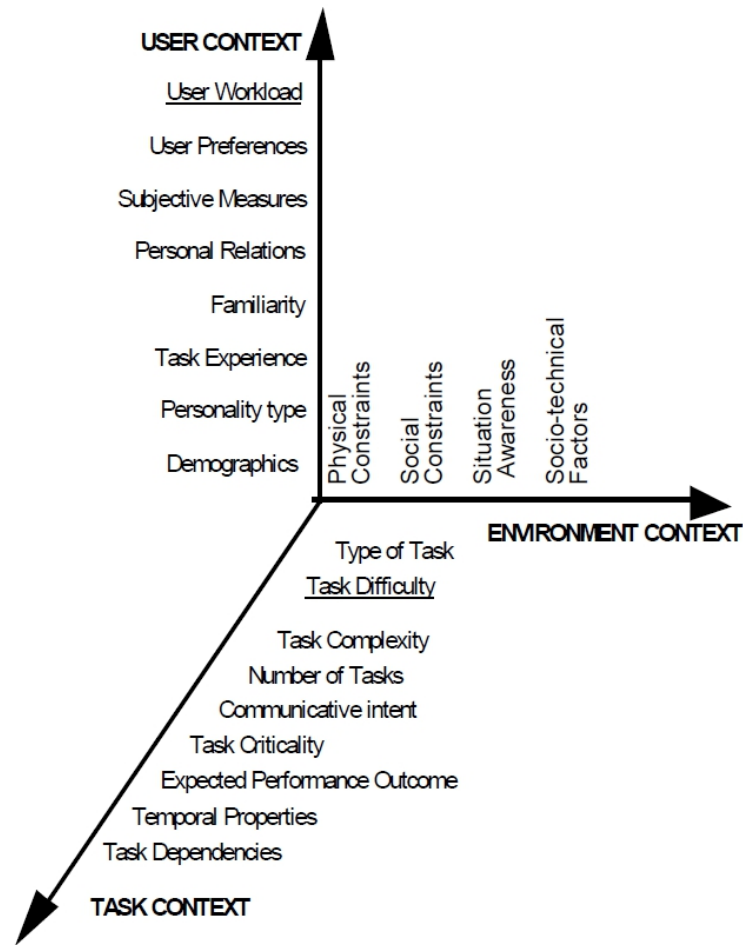 USER CONTEXT
User Workload
User Preferences
Subjective Measures
Personal Relations
Familiarity
Task Experience
Personality type
Demographics
Physical
Constraints
Social
Constraints
Situation
Awareness
Socio-technical
Factors
ENVIRONMENT CONTEXT
Type of Task
Task Difficulty
Task Complexity
Number of Tasks
Communicative intent
Task Criticality
Expected Performance Outcome
Temporal Properties
Task Dependencies
TASK CONTEXT